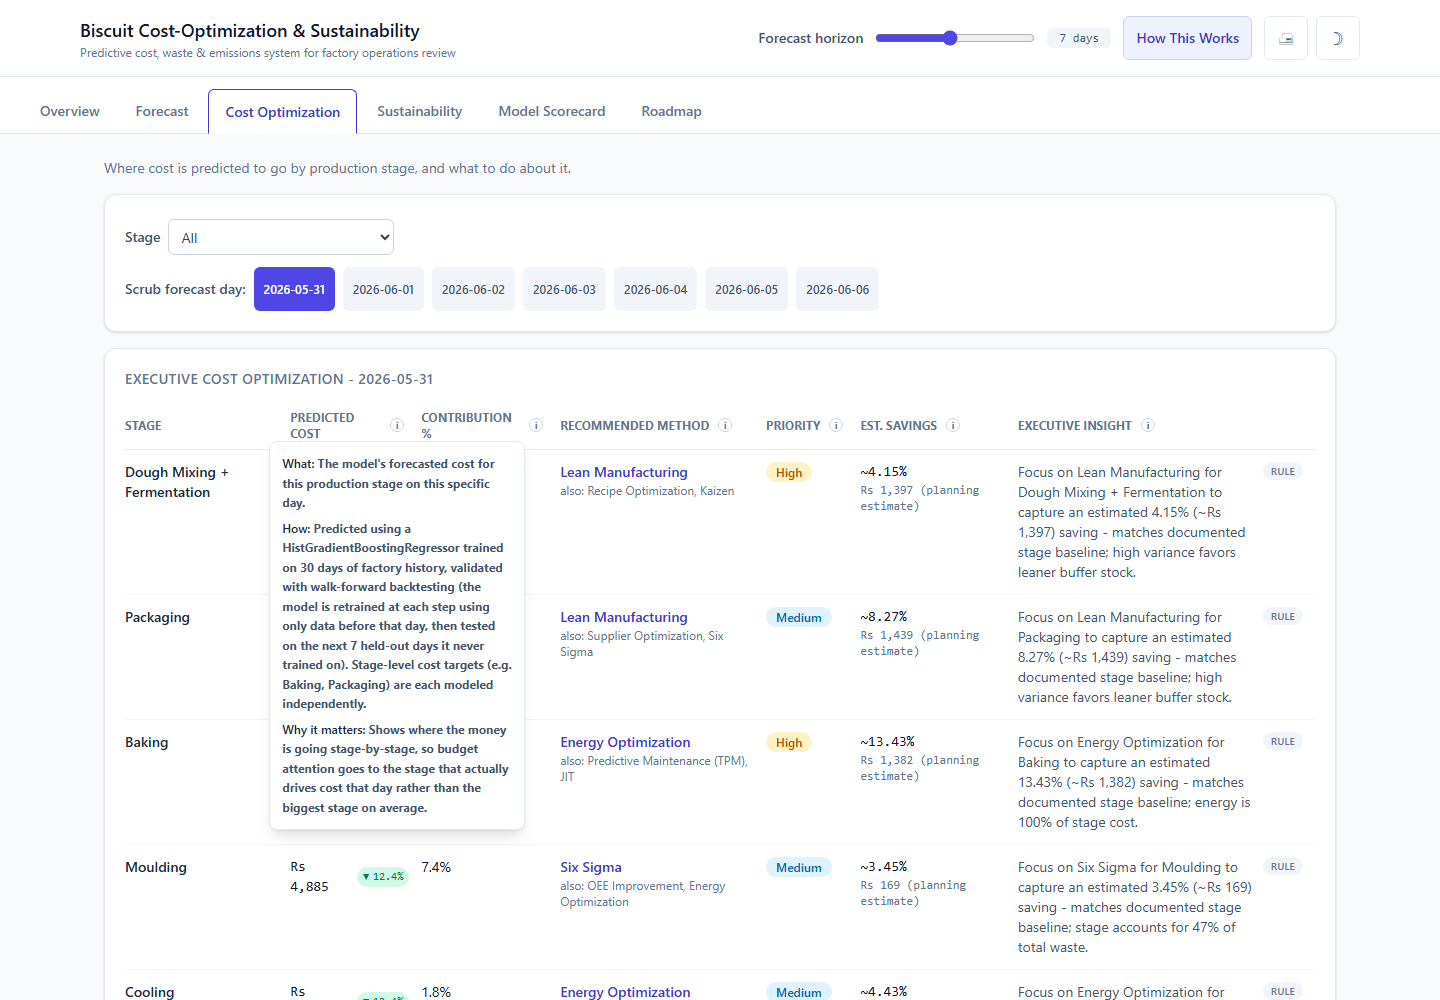 Biscuit Cost-Optimization & Sustainability
Predictive cost, waste & emissions system for factory operations review
Forecast horizon
7 days
How This Works
Overview
Forecast
Cost Optimization
Sustainability
Model Scorecard
Roadmap
Where cost is predicted to go by production stage, and what to do about it.
Stage
All
Scrub forecast day:
2026-05-31
2026-06-01
2026-06-02
2026-06-03
2026-06-04
2026-06-05
2026-06-06
EXECUTIVE COST OPTIMIZATION - 2026-05-31
STAGE
PREDICTED
COST
i
CONTRIBUTION
%
i
RECOMMENDED METHOD
i
PRIORITY
i
EST. SAVINGS
i
EXECUTIVE INSIGHT
i
What: The model's forecasted cost for
this production stage on this specific
day.
How: Predicted using a
HistGradientBoostingRegressor trained
on 30 days of factory history, validated
with walk-forward backtesting (the
model is retrained at each step using
only data before that day, then tested
on the next 7 held-out days it never
trained on). Stage-level cost targets (e.g.
Baking, Packaging) are each modeled
independently.
Why it matters: Shows where the money
is going stage-by-stage, so budget
attention goes to the stage that actually
drives cost that day rather than the
biggest stage on average.
Dough Mixing +
Fermentation
Lean Manufacturing
also: Recipe Optimization, Kaizen
High
~4.15%
Rs 1,397 (planning
estimate)
Focus on Lean Manufacturing for
Dough Mixing + Fermentation to
capture an estimated 4.15% (~Rs
1,397) saving - matches documented
stage baseline; high variance favors
leaner buffer stock.
RULE
Packaging
Lean Manufacturing
also: Supplier Optimization, Six
Sigma
Medium
~8.27%
Rs 1,439 (planning
estimate)
Focus on Lean Manufacturing for
Packaging to capture an estimated
8.27% (~Rs 1,439) saving - matches
documented stage baseline; high
variance favors leaner buffer stock.
RULE
Baking
Energy Optimization
also: Predictive Maintenance (TPM),
JIT
High
~13.43%
Rs 1,382 (planning
estimate)
Focus on Energy Optimization for
Baking to capture an estimated
13.43% (~Rs 1,382) saving - matches
documented stage baseline; energy is
100% of stage cost.
RULE
Moulding
Rs
4,885
▼ 12.4%
7.4%
Six Sigma
also: OEE Improvement, Energy
Optimization
Medium
~3.45%
Rs 169 (planning
estimate)
Focus on Six Sigma for Moulding to
capture an estimated 3.45% (~Rs 169)
saving - matches documented stage
baseline; stage accounts for 47% of
total waste.
RULE
Cooling
Rs
1.8%
Energy Optimization
Medium
~4.43%
Focus on Energy Optimization for
RULE